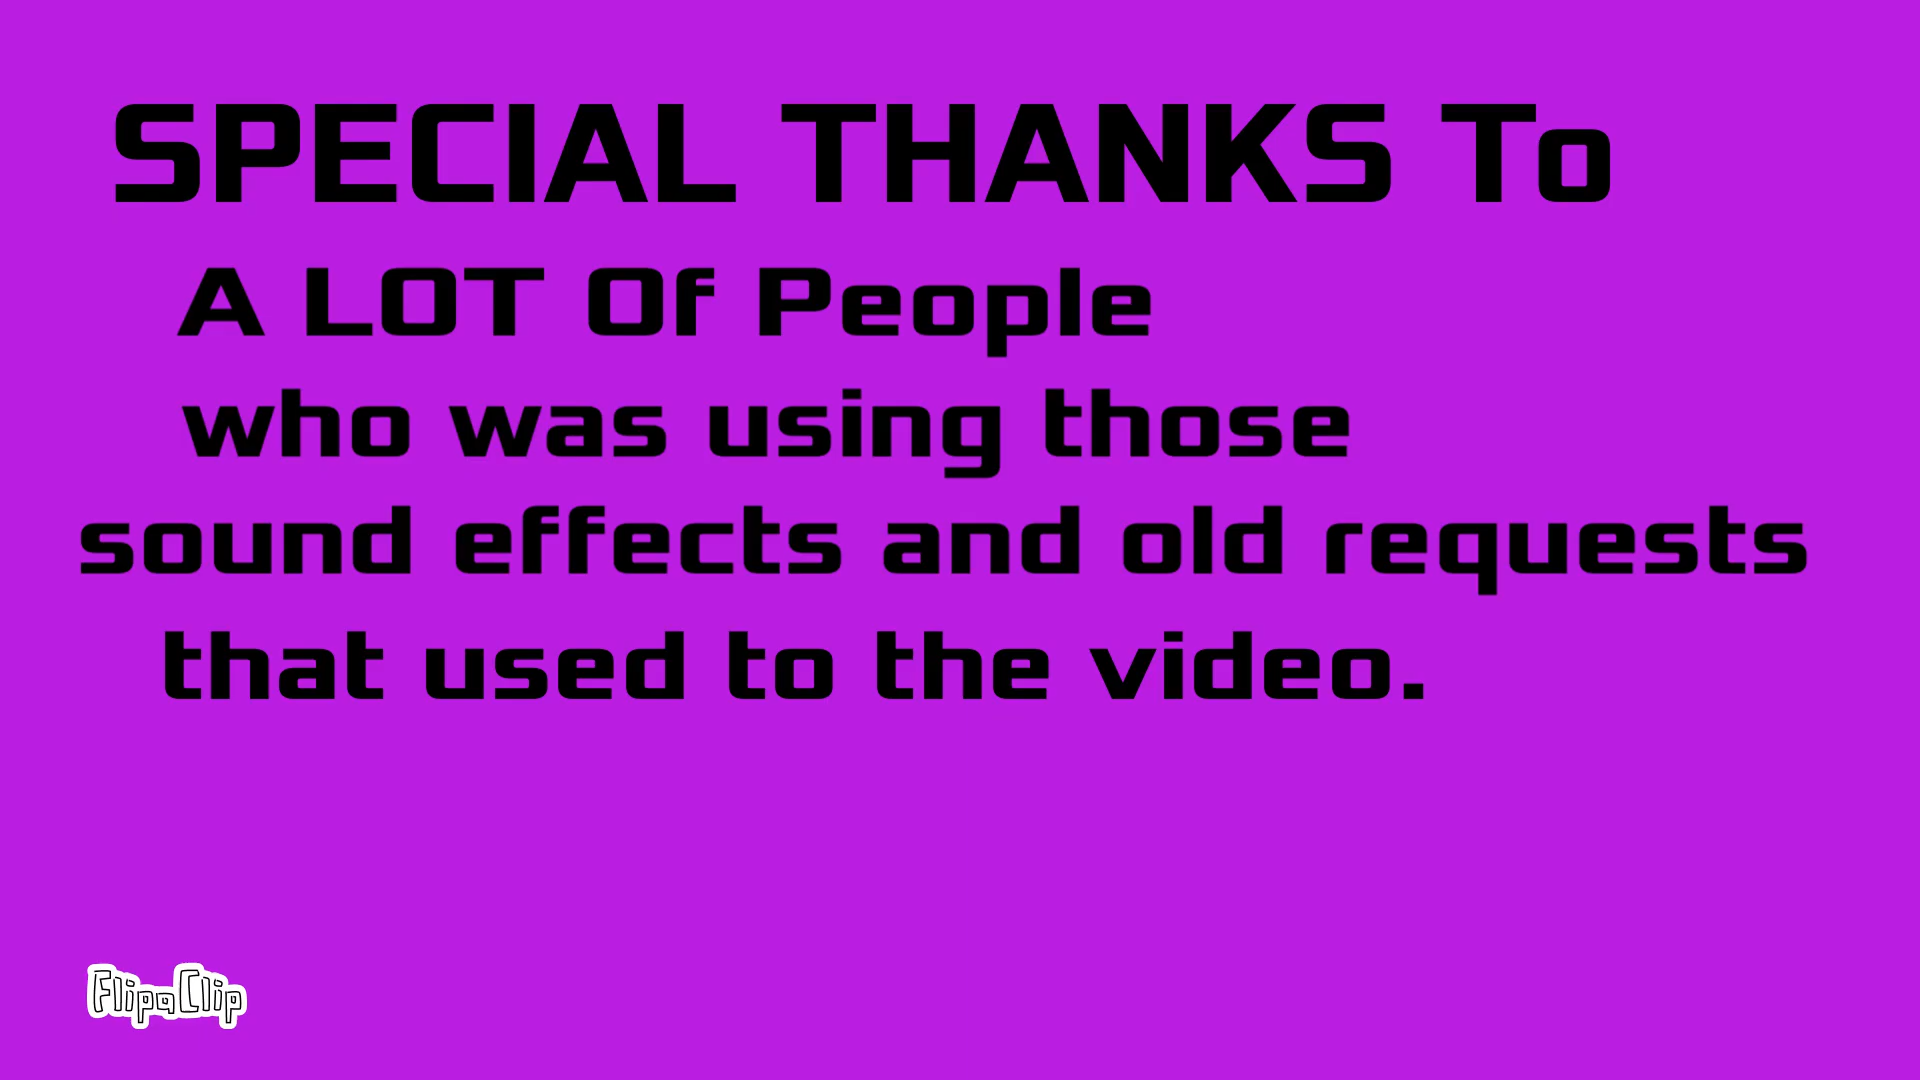 SPECIAL THANKS To
A LOT Of People
who was using those
sound effects and old requests
that used to the video.
FlipaClip